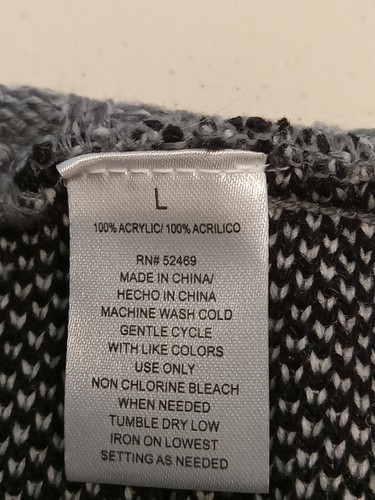 L
100% ACRYLIC/ 100% ACRILICO
RN# 52469
MADE IN CHINA/
HECHO IN CHINA
MACHINE WASH COLD
GENTLE CYCLE
WITH LIKE COLORS
USE ONLY
NON CHLORINE BLEACH
WHEN NEEDED
TUMBLE DRY LOW
IRON ON LOWEST
SETTING AS NEEDED